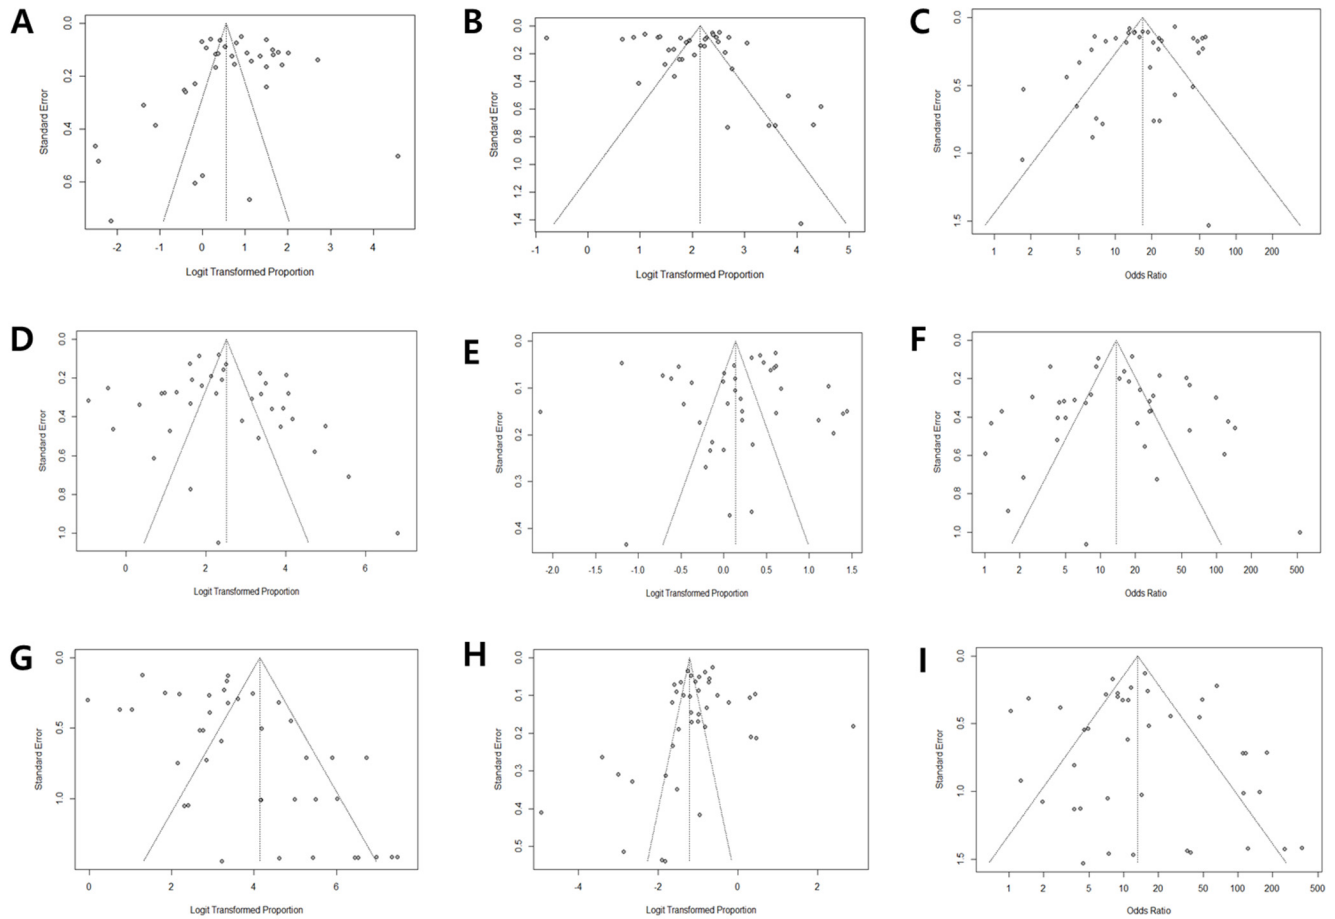 A
0.0
0.2
0.4
0.6
Standard Error
-2 -1 0 1 2 3 4
Logit Transformed Proportion
B
0.0
0.2
0.4
0.6
0.8
1.0
1.2
1.4
Standard Error
-1 0 1 2 3 4 5
Logit Transformed Proportion
C
0.0
0.5
1.0
1.5
Standard Error
1 2 5 10 20 50 100 200
Odds Ratio
D
0.0
0.2
0.4
0.6
0.8
1.0
Standard Error
0 2 4 6
Logit Transformed Proportion
E
0.0
0.1
0.2
0.3
0.4
Standard Error
-2.0 -1.5 -1.0 -0.5 0.0 0.5 1.0 1.5
Logit Transformed Proportion
F
0.0
0.2
0.4
0.6
0.8
1.0
Standard Error
1 2 5 10 20 50 100 200 500
Odds Ratio
G
0.0
0.5
1.0
Standard Error
0 2 4 6
Logit Transformed Proportion
H
0.0
0.1
0.2
0.3
0.4
0.5
Standard Error
-4 -2 0 2
Logit Transformed Proportion
I
0.0
0.5
1.0
1.5
Standard Error
1 2 5 10 20 50 100 200 500
Odds Ratio